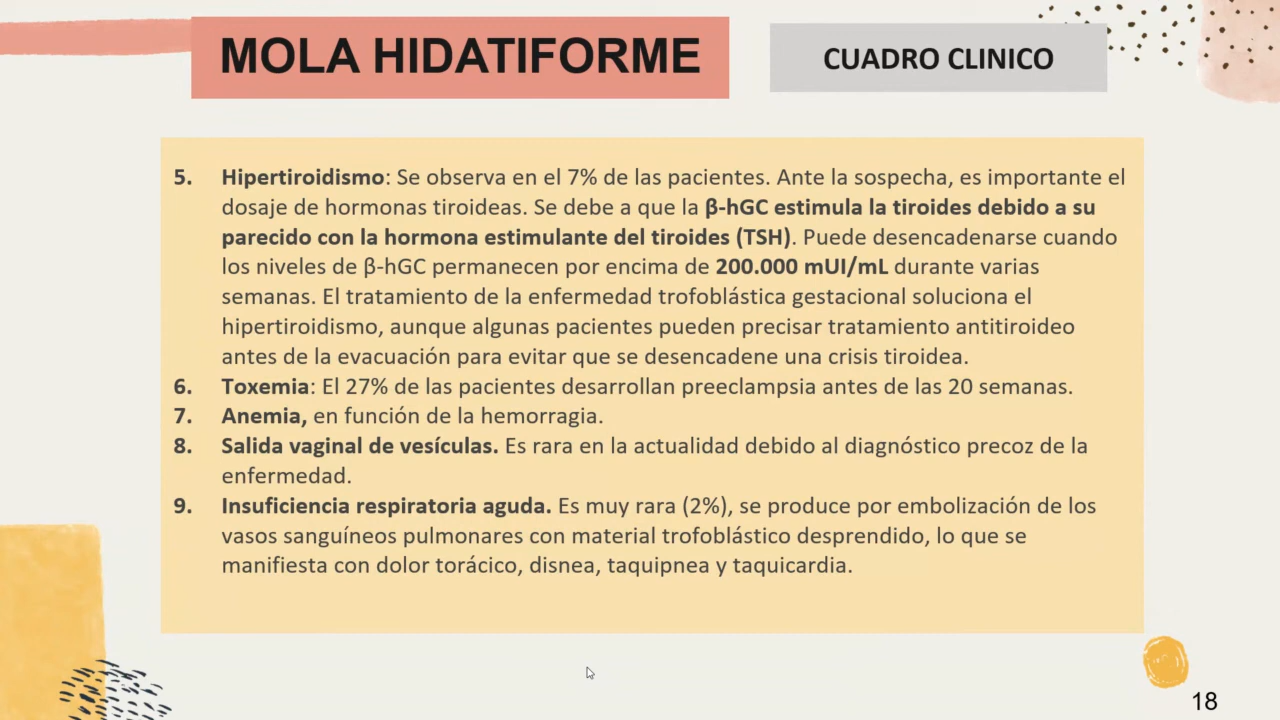 MOLA HIDATIFORME
CUADRO CLINICO
5. Hipertiroidismo: Se observa en el 7% de las pacientes. Ante la sospecha, es importante el
dosaje de hormonas tiroideas. Se debe a que la β-hGC estimula la tiroides debido a su
parecido con la hormona estimulante del tiroides (TSH). Puede desencadenarse cuando
los niveles de β-hGC permanecen por encima de 200.000 mUI/mL durante varias
semanas. El tratamiento de la enfermedad trofoblástica gestacional soluciona el
hipertiroidismo, aunque algunas pacientes pueden precisar tratamiento antitiroideo
antes de la evacuación para evitar que se desencadene una crisis tiroidea.
6. Toxemia: El 27% de las pacientes desarrollan preeclampsia antes de las 20 semanas.
7. Anemia, en función de la hemorragia.
8. Salida vaginal de vesículas. Es rara en la actualidad debido al diagnóstico precoz de la
enfermedad.
9. Insuficiencia respiratoria aguda. Es muy rara (2%), se produce por embolización de los
vasos sanguíneos pulmonares con material trofoblástico desprendido, lo que se
manifiesta con dolor torácico, disnea, taquipnea y taquicardia.
18